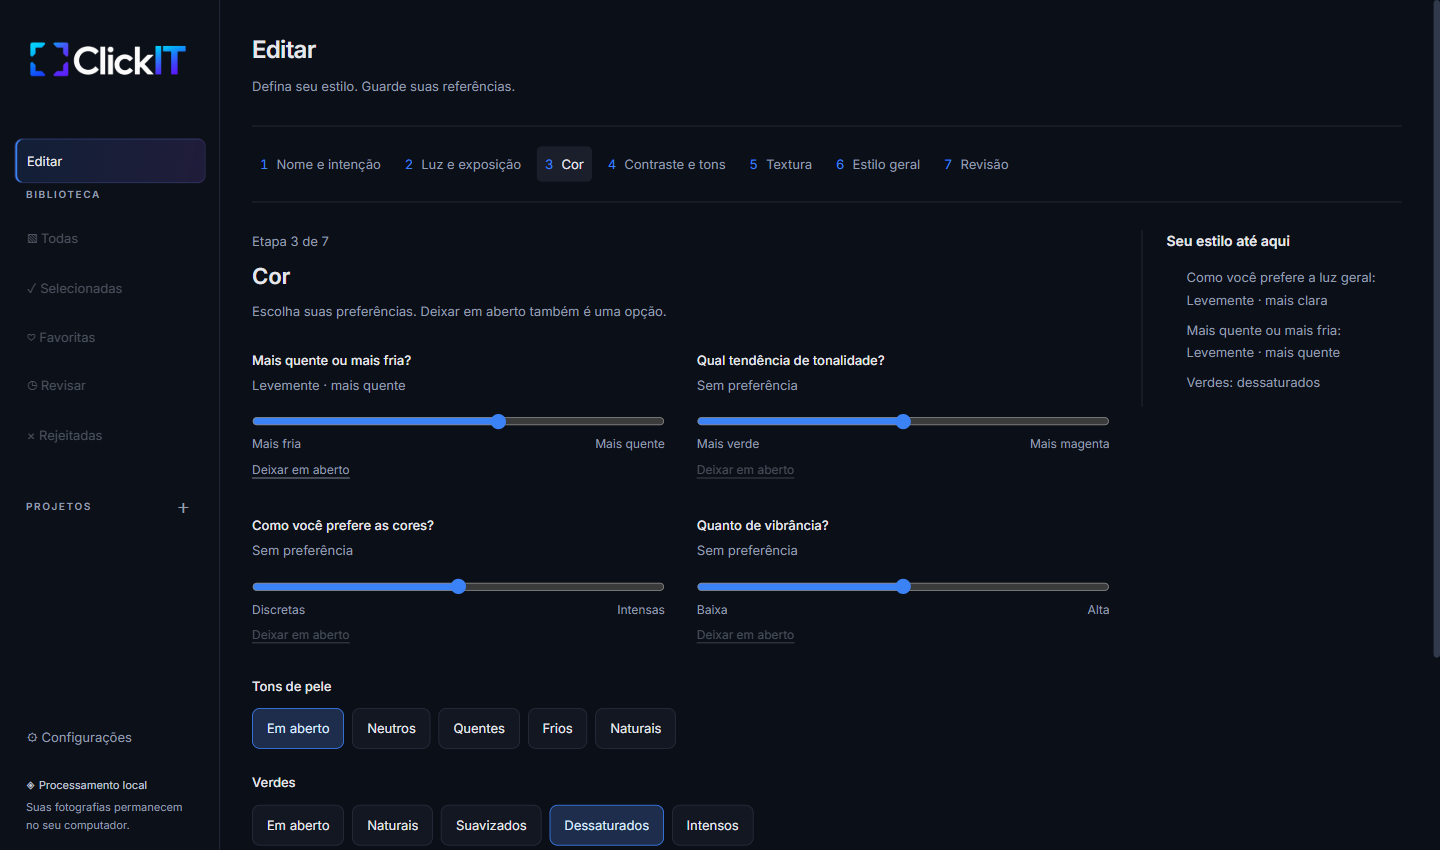 ClickIT
Editar
BIBLIOTECA
Todas
Selecionadas
Favoritas
Revisar
Rejeitadas
PROJETOS
+
Configurações
Processamento local
Suas fotografias permanecem
no seu computador.
Editar
Defina seu estilo. Guarde suas referências.
1 Nome e intenção 2 Luz e exposição 3 Cor 4 Contraste e tons 5 Textura 6 Estilo geral 7 Revisão
Etapa 3 de 7
Cor
Escolha suas preferências. Deixar em aberto também é uma opção.
Mais quente ou mais fria?
Levemente · mais quente
Mais fria Mais quente
Deixar em aberto
Qual tendência de tonalidade?
Sem preferência
Mais verde Mais magenta
Deixar em aberto
Como você prefere as cores?
Sem preferência
Discretas Intensas
Deixar em aberto
Quanto de vibrância?
Sem preferência
Baixa Alta
Deixar em aberto
Tons de pele
Em aberto Neutros Quentes Frios Naturais
Verdes
Em aberto Naturais Suavizados Dessaturados Intensos
Seu estilo até aqui
Como você prefere a luz geral:
Levemente · mais clara
Mais quente ou mais fria:
Levemente · mais quente
Verdes: dessaturados